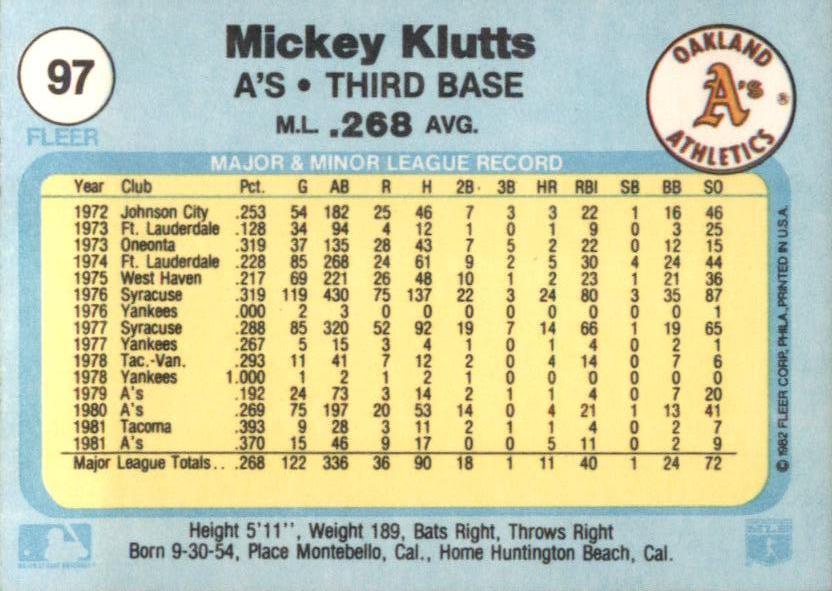 97
FLEER
Mickey Klutts
A'S • THIRD BASE
M.L. .268 AVG.
OAKLAND
A's
®
ATHLETICS
MAJOR & MINOR LEAGUE RECORD
Year Club Pct. G AB R H 2B 3B HR RBI SB BB SO
1972 Johnson City .253 54 182 25 46 7 3 3 22 1 16 46
1973 Ft. Lauderdale .128 34 94 4 12 1 0 1 9 0 3 25
1973 Oneonta .319 37 135 28 43 7 5 2 22 0 12 15
1974 Ft. Lauderdale .228 85 268 24 61 9 2 5 30 4 24 44
1975 West Haven .217 69 221 26 48 10 1 2 23 1 21 36
1976 Syracuse .319 119 430 75 137 22 3 24 80 3 35 87
1976 Yankees .000 2 3 0 0 0 0 0 0 0 0 1
1977 Syracuse .288 85 320 52 92 19 7 14 66 1 19 65
1977 Yankees .267 5 15 3 4 1 0 1 4 0 2 1
1978 Tac.-Van. .293 11 41 7 12 2 0 4 14 0 7 6
1978 Yankees 1.000 1 2 1 2 1 0 0 0 0 0 0
1979 A's .192 24 73 3 14 2 1 1 4 0 7 20
1980 A's .269 75 197 20 53 14 0 4 21 1 13 41
1981 Tacoma .393 9 28 3 11 2 1 1 4 0 2 7
1981 A's .370 15 46 9 17 0 0 5 11 0 2 9
Major League Totals.. .268 122 336 36 90 18 1 11 40 1 24 72
© 1982 FLEER CORP., PHILA., PRINTED IN U.S.A.
Height 5'11'', Weight 189, Bats Right, Throws Right
Born 9-30-54, Place Montebello, Cal., Home Huntington Beach, Cal.